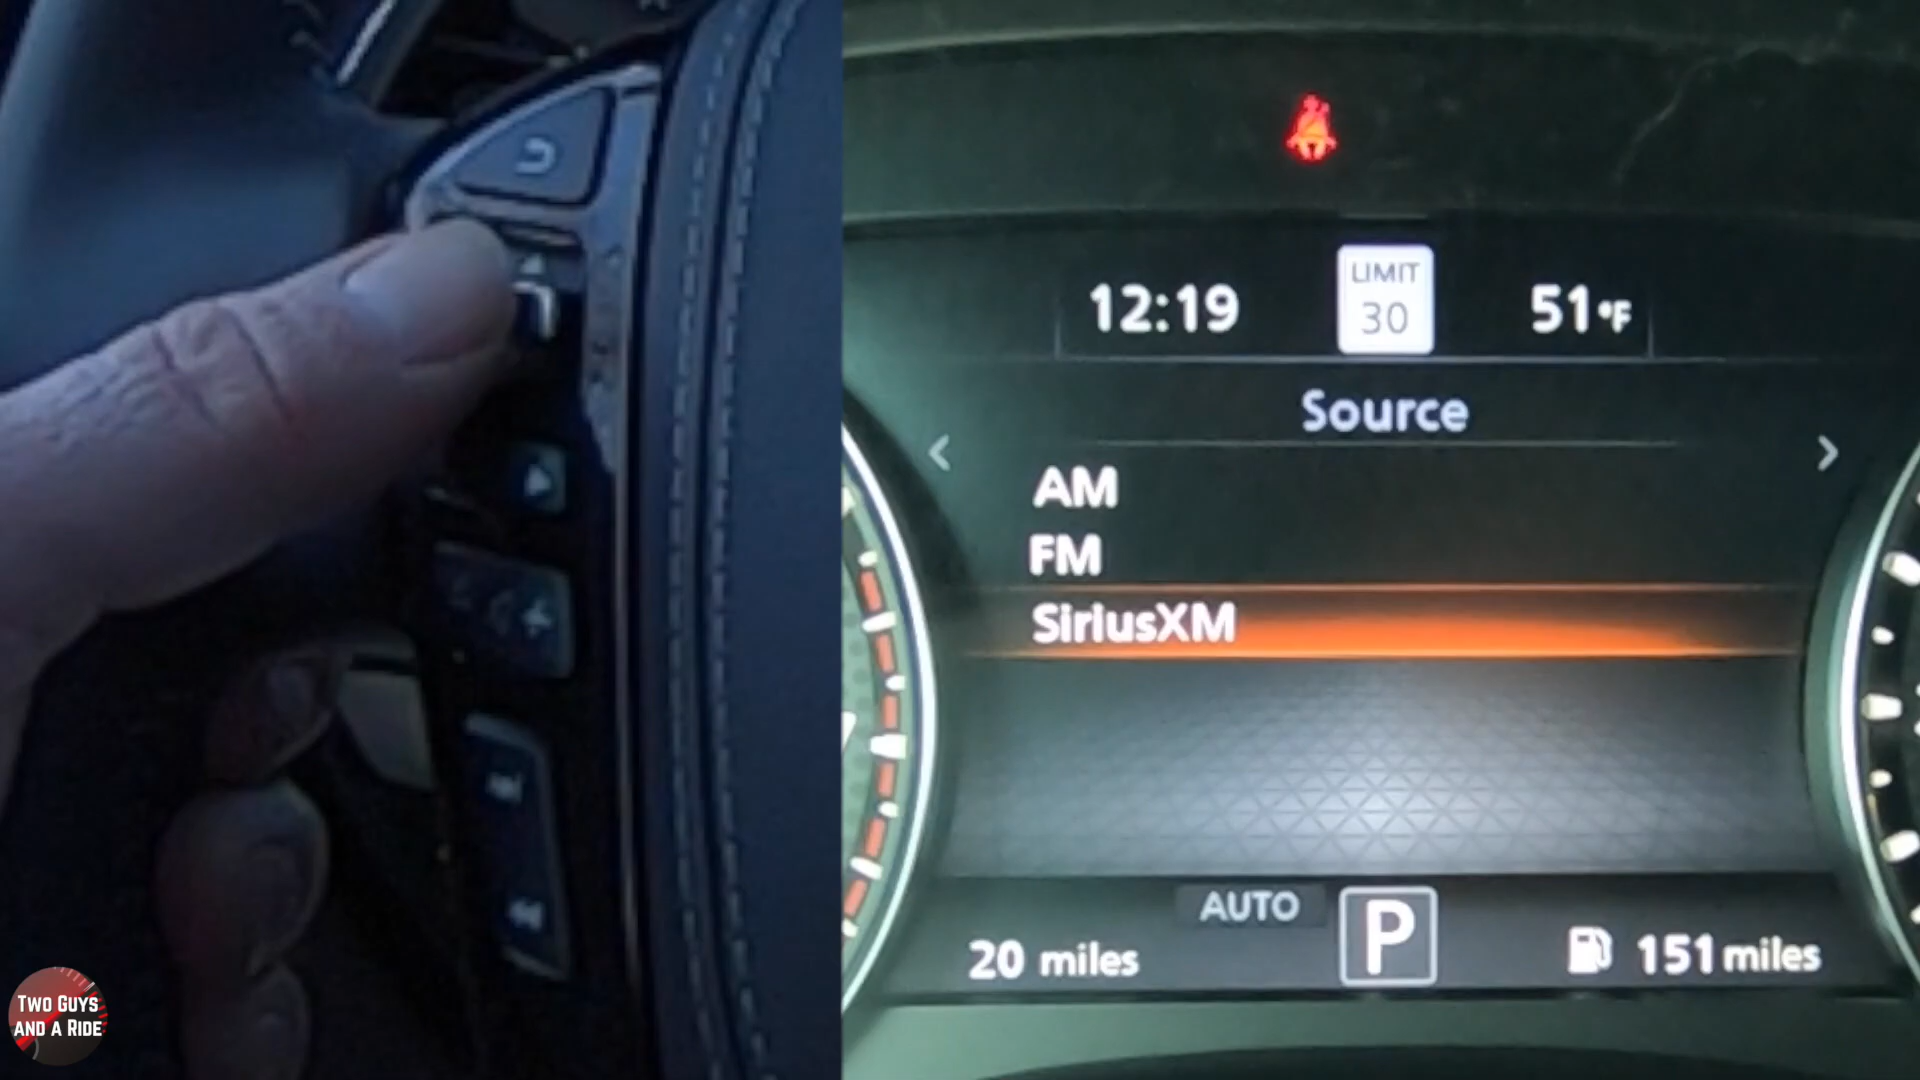 LIMIT
12:19 30 51°F
Source
AM
FM
SiriusXM
AUTO P
20 miles 151 miles
TWO GUYS
AND A RIDE